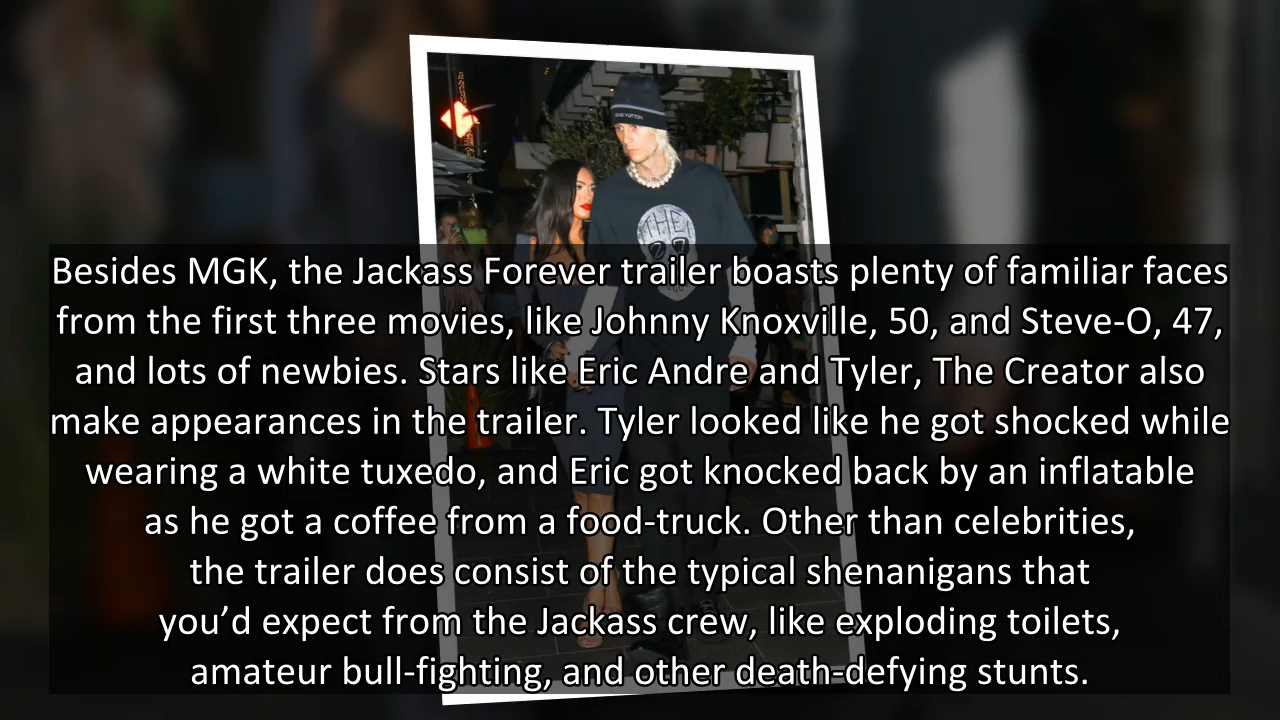 LOUIS VUITTON
THE
Besides MGK, the Jackass Forever trailer boasts plenty of familiar faces
from the first three movies, like Johnny Knoxville, 50, and Steve-O, 47,
and lots of newbies. Stars like Eric Andre and Tyler, The Creator also
make appearances in the trailer. Tyler looked like he got shocked while
wearing a white tuxedo, and Eric got knocked back by an inflatable
as he got a coffee from a food-truck. Other than celebrities,
the trailer does consist of the typical shenanigans that
you’d expect from the Jackass crew, like exploding toilets,
amateur bull-fighting, and other death-defying stunts.